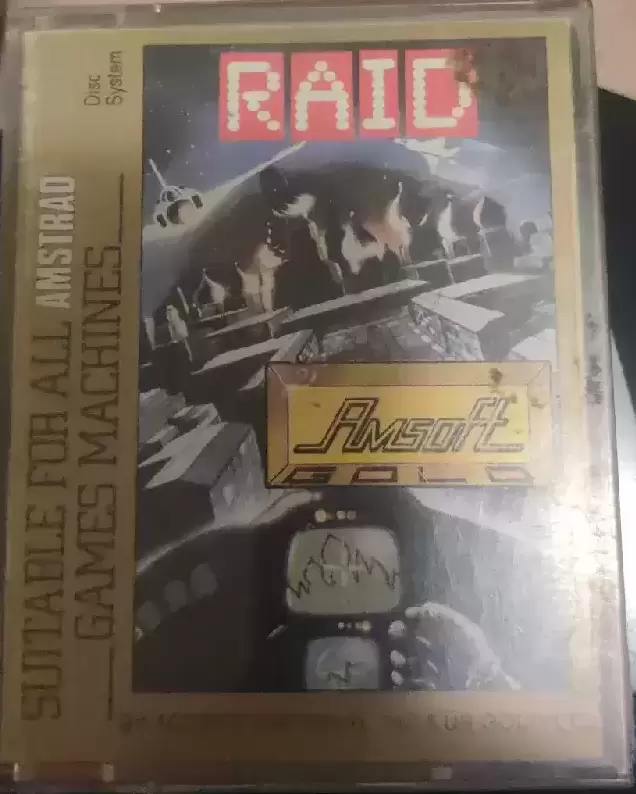 RAID
Disc
System
SUITABLE FOR ALL AMSTRAD
GAMES MACHINES
Amsoft
GOLD